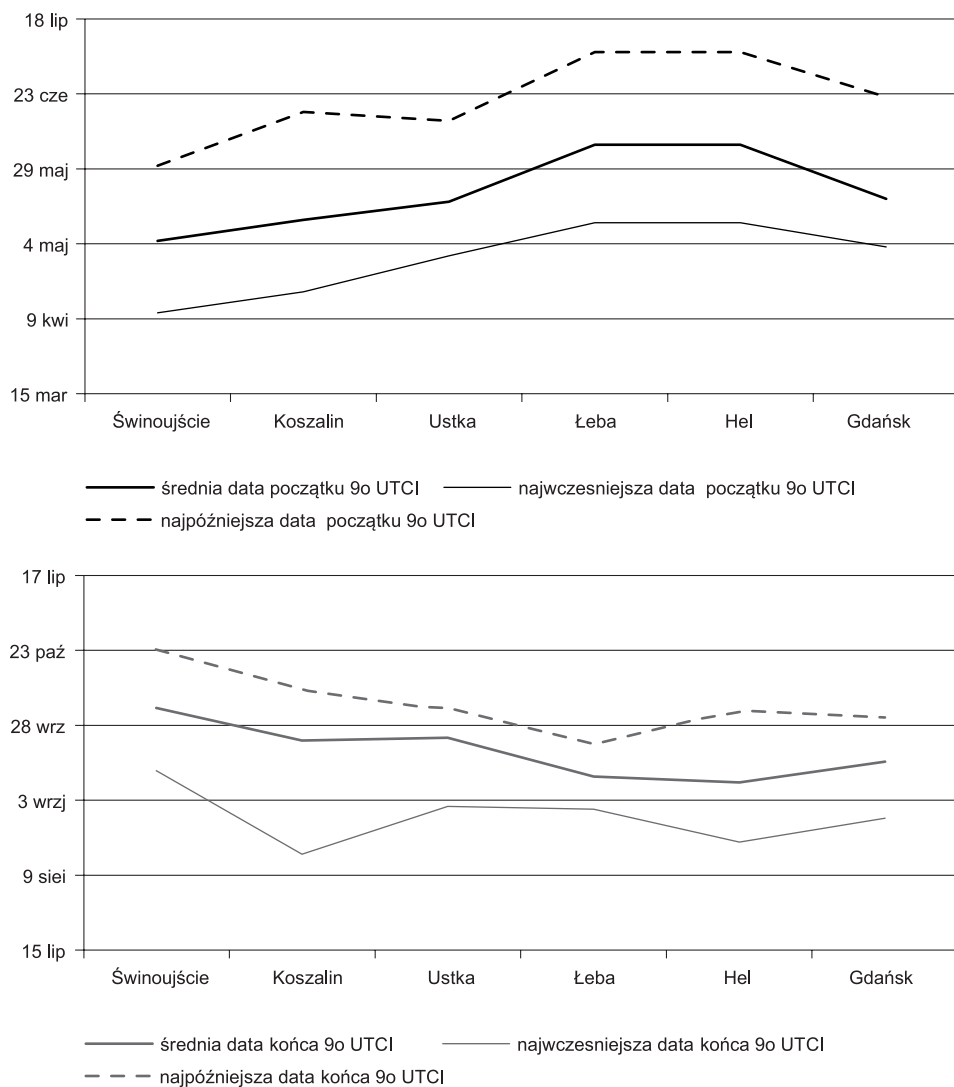 18 lip
23 cze
29 maj
4 maj
9 kwi
15 mar
Świnoujście Koszalin Ustka Łeba Hel Gdańsk
średnia data początku 9o UTCI najwczesniejsza data początku 9o UTCI
najpóźniejsza data początku 9o UTCI
17 lip
23 paź
28 wrz
3 wrzj
9 siei
15 lip
Świnoujście Koszalin Ustka Łeba Hel Gdańsk
średnia data końca 9o UTCI najwczesniejsza data końca 9o UTCI
najpóźniejsza data końca 9o UTCI